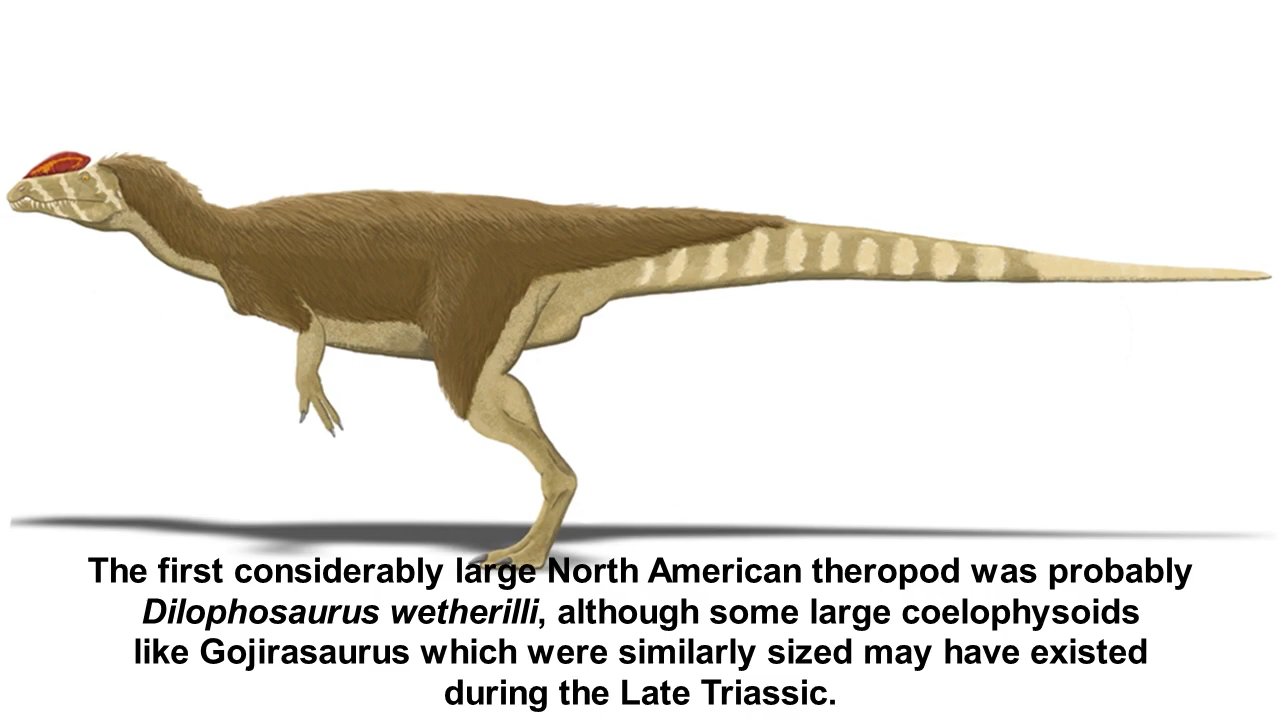 The first considerably large North American theropod was probably
Dilophosaurus wetherilli, although some large coelophysoids
like Gojirasaurus which were similarly sized may have existed
during the Late Triassic.